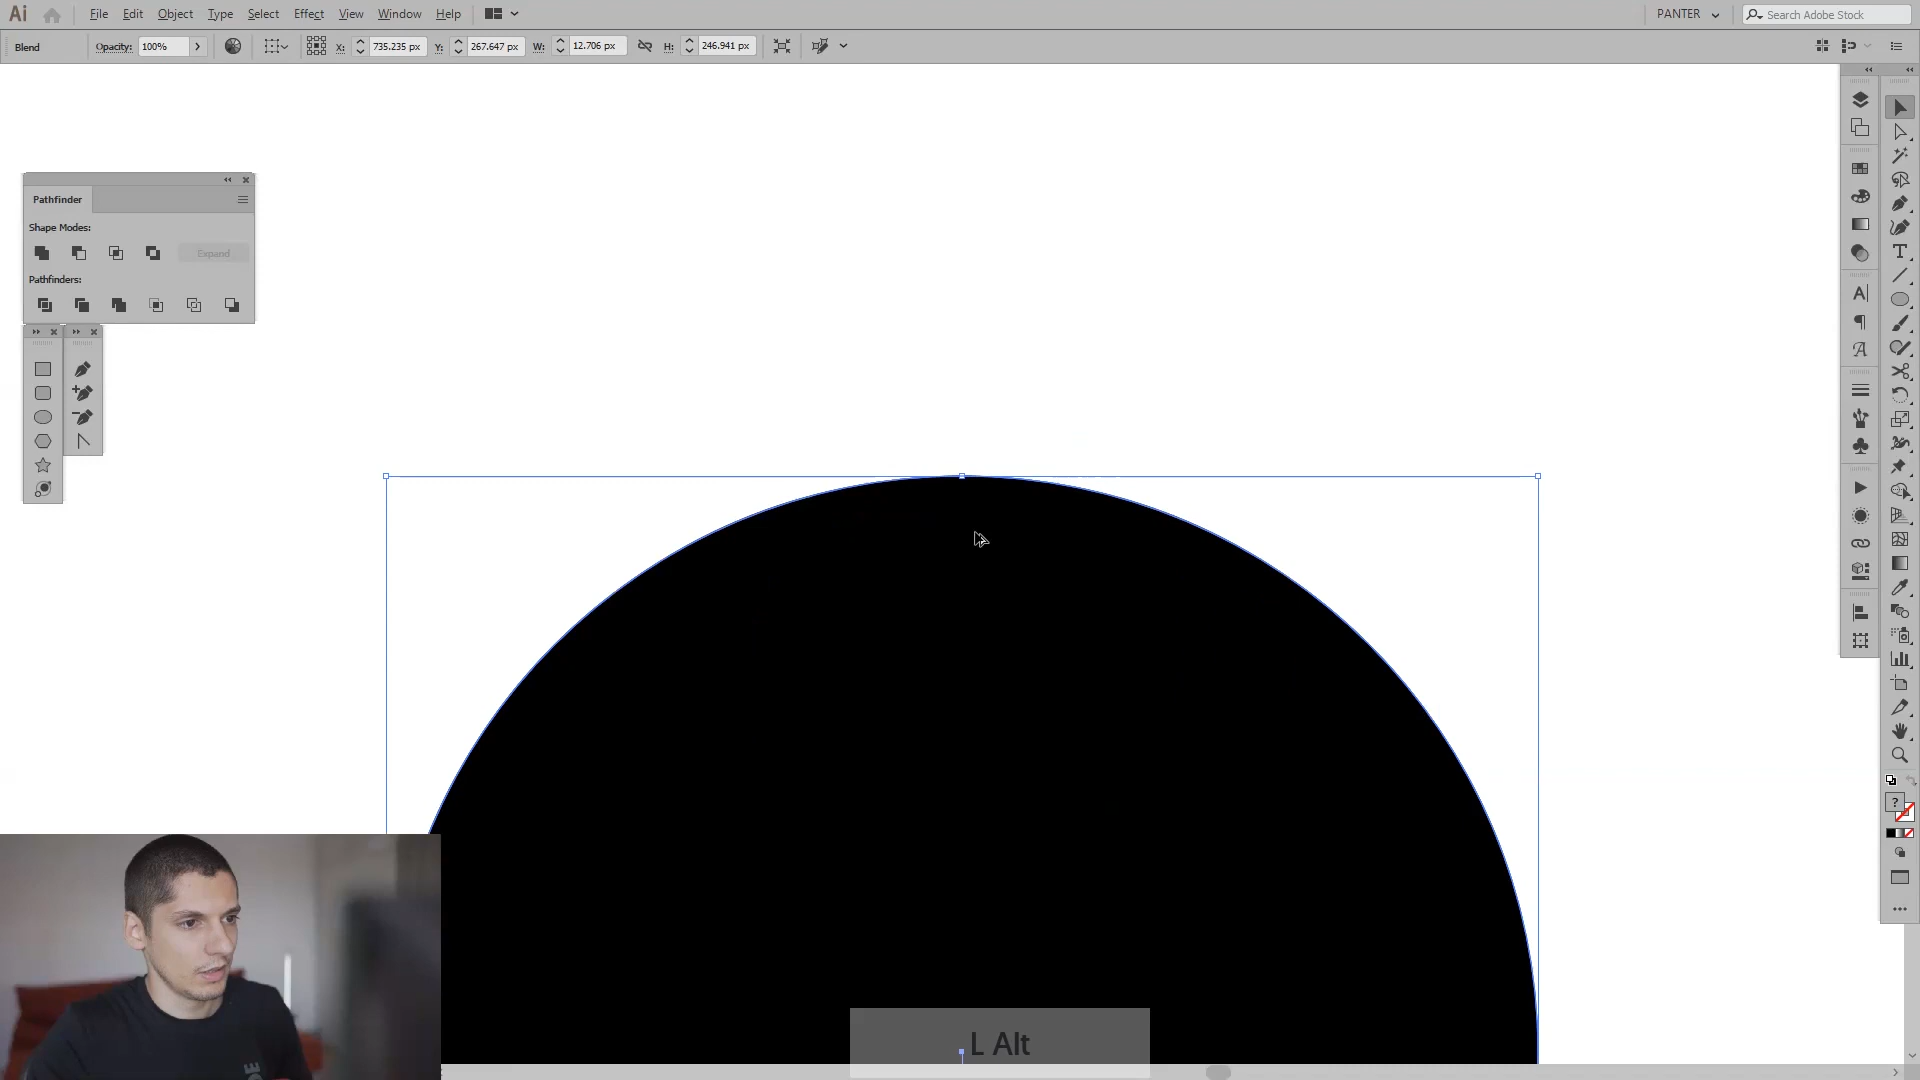 Ai File Edit Object Type Select Effect View Window Help PANTER Search Adobe Stock
Blend Opacity: 100% X: 735.235 px Y: 267.647 px W: 12.706 px H: 246.941 px
Pathfinder
Shape Modes:
Expand
Pathfinders:
L Alt